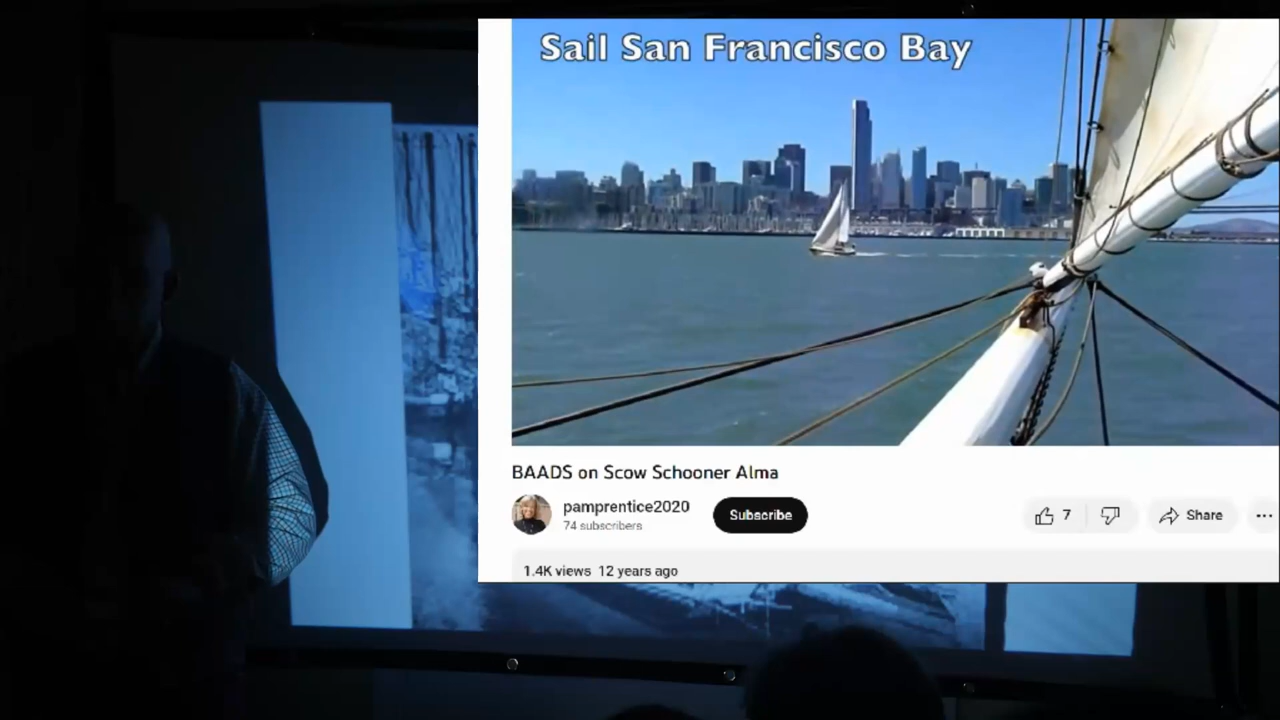 Sail San Francisco Bay
BAADS on Scow Schooner Alma
pamprentice2020
74 subscribers
Subscribe
7
Share
1.4K views 12 years ago